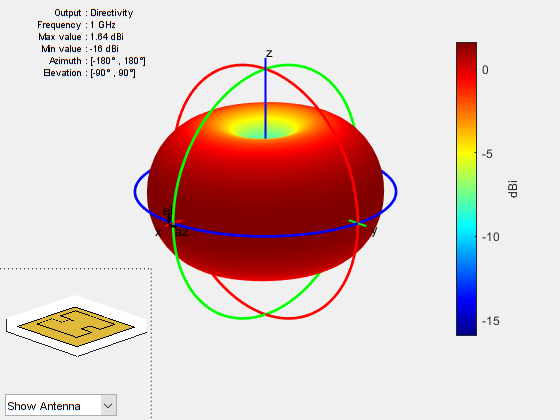 Output : Directivity
Frequency : 1 GHz
Max value : 1.64 dBi
Min value : -16 dBi
Azimuth : [-180° , 180°]
Elevation : [-90° , 90°]
z
x
az
y
0
-5
-10
-15
dBi
Show Antenna